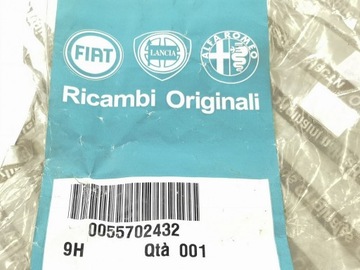 FIAT
LANCIA
ALFA ROMEO
Ricambi Originali
0055702432
9H Qtà 001